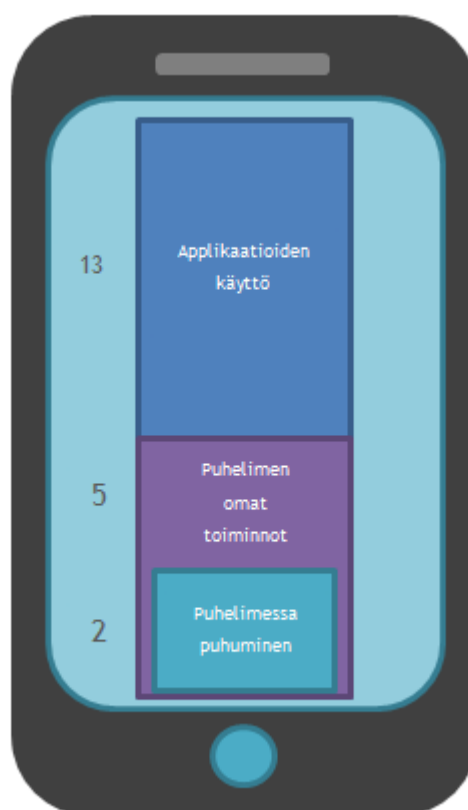 13
Applikaatioiden
käyttö
5
Puhelimen
omat
toiminnot
2
Puhelimessa
puhuminen